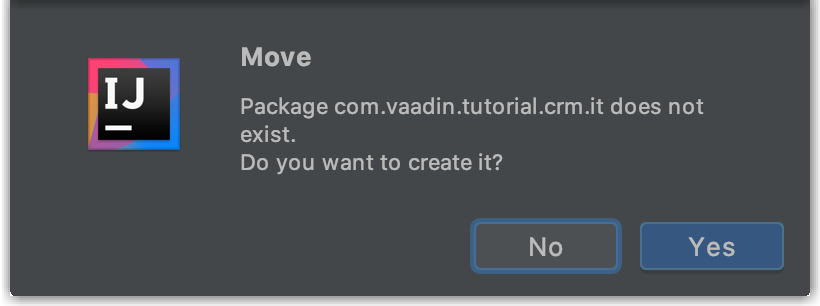 IJ
Move
Package com.vaadin.tutorial.crm.it does not
exist.
Do you want to create it?
No
Yes